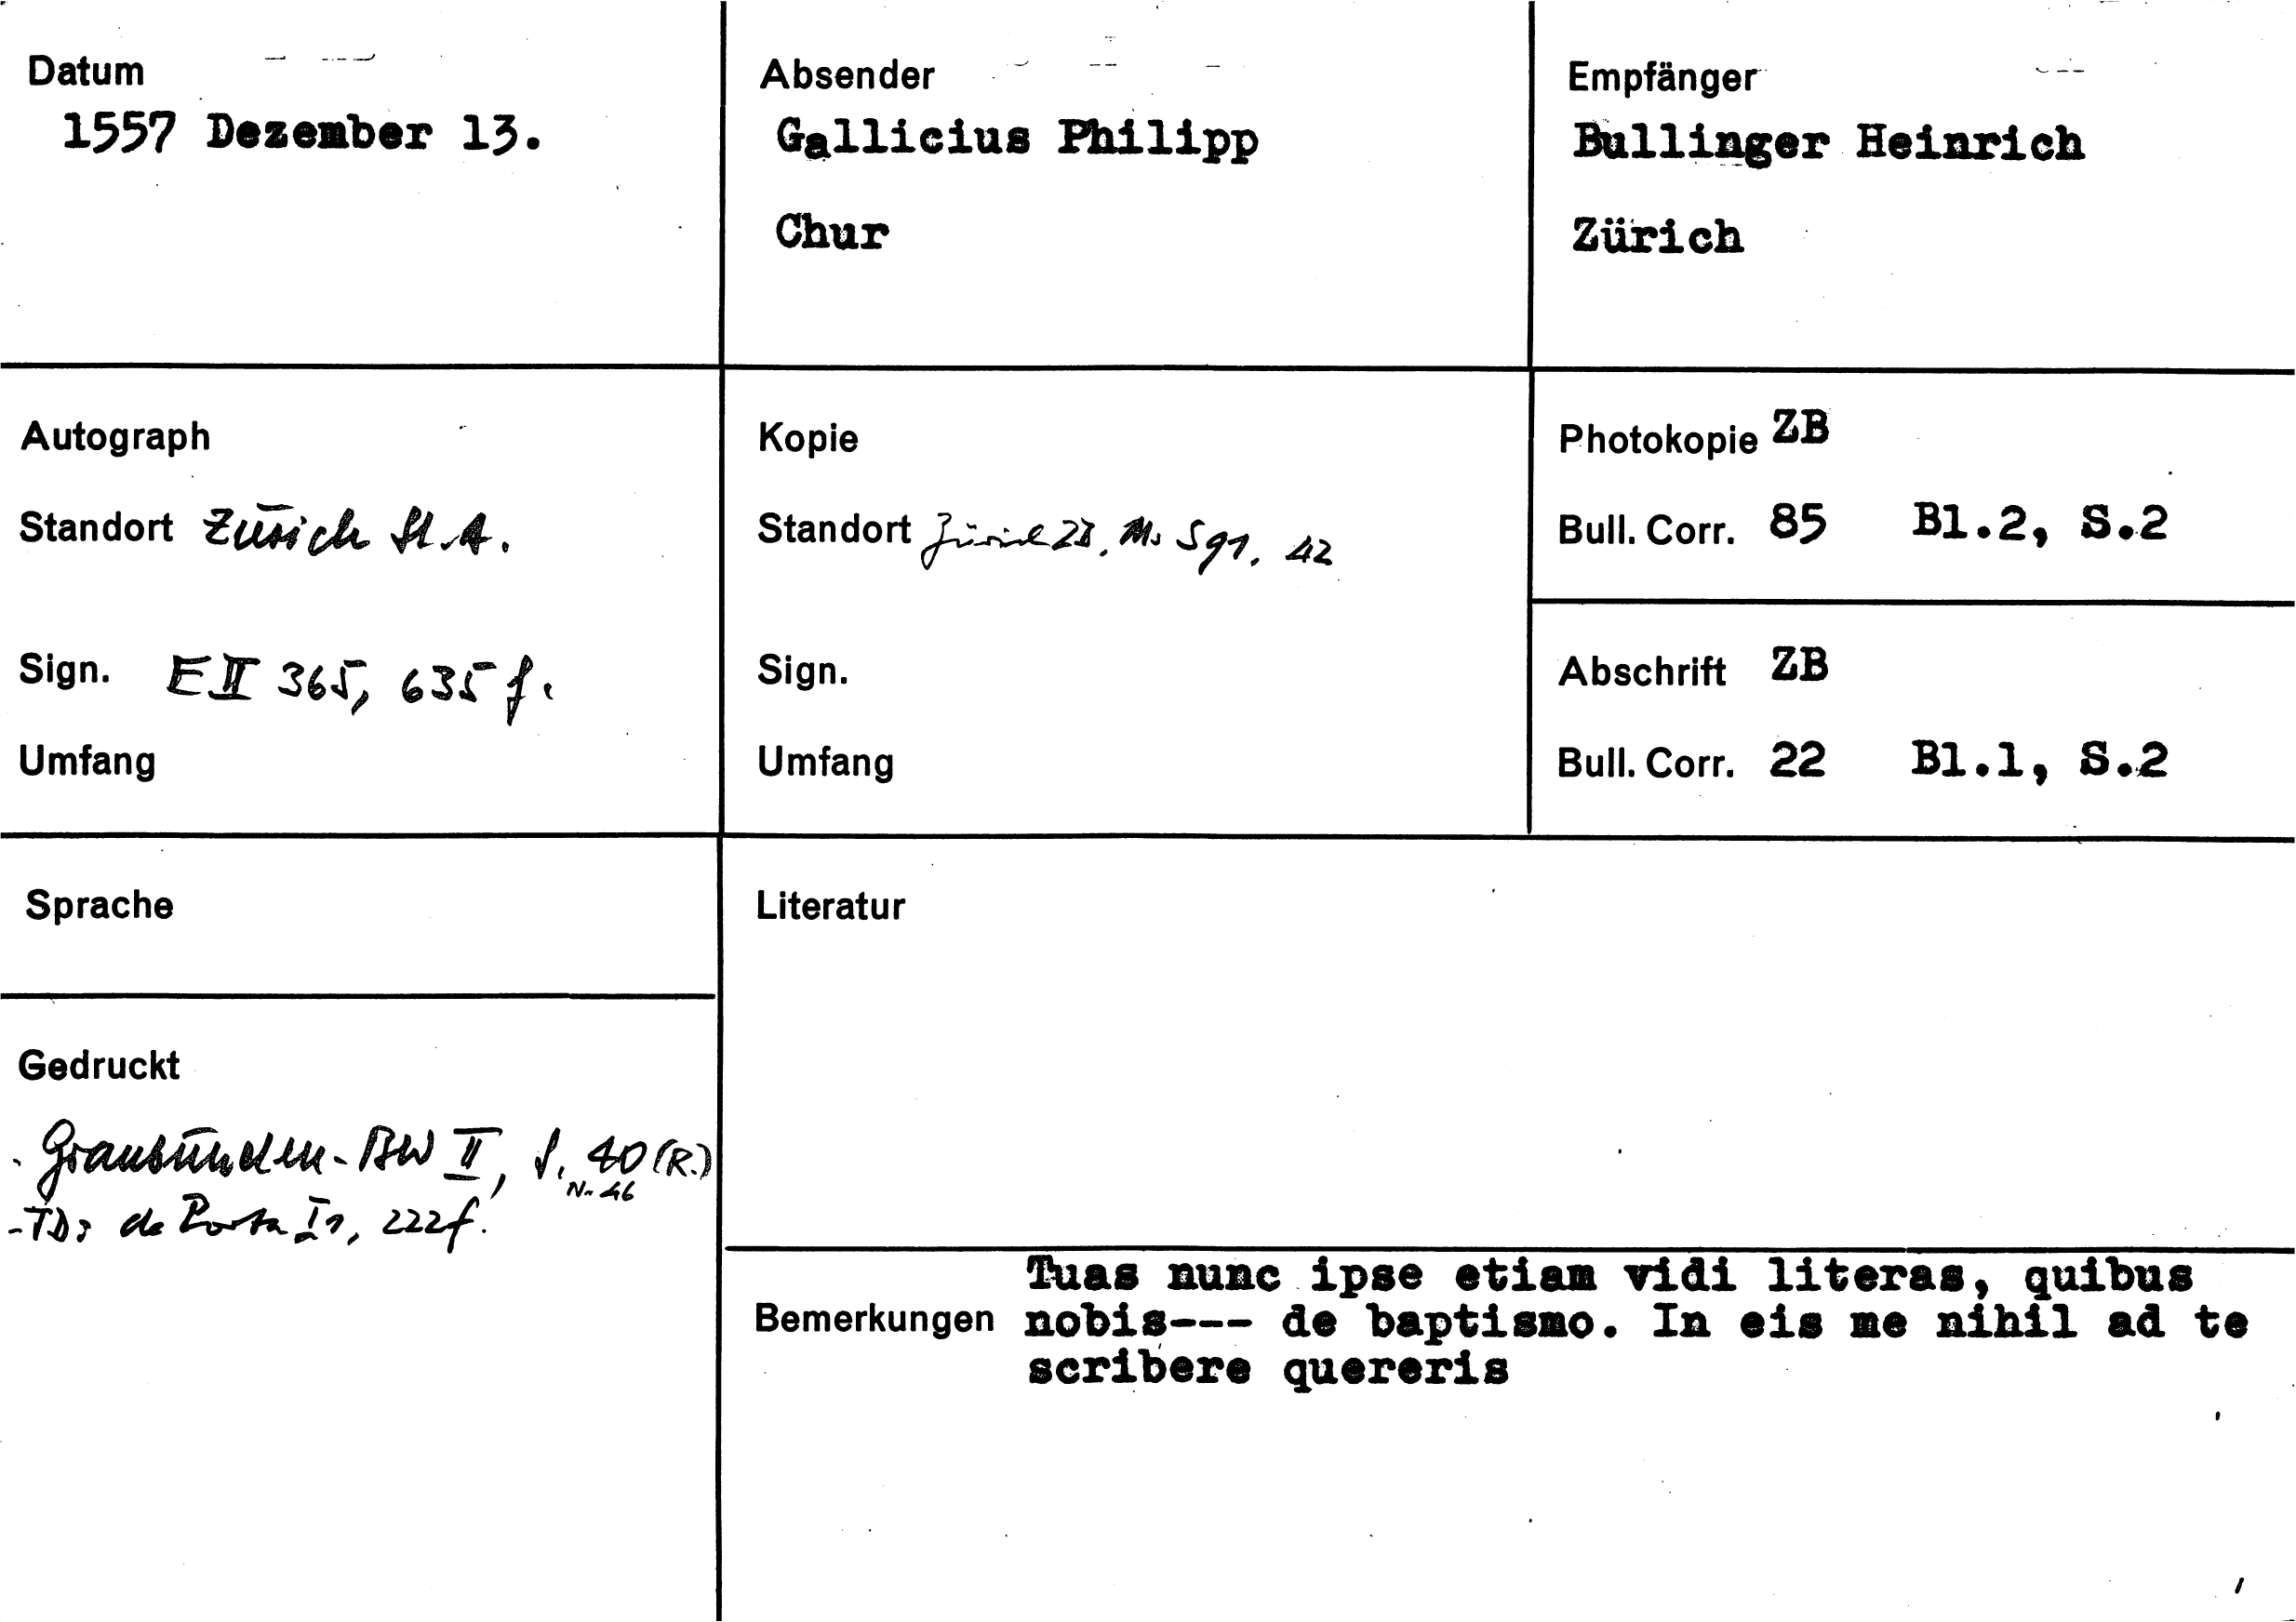 Datum
1557 Dezember 13.
Absender
Gallicius Philipp
Chur
Empfänger
Bullinger Heinrich
Zürich
Autograph
Standort Zürich St.A.
Sign. E II 365, 635 f.
Umfang
Kopie
Standort Zürich ZB, Ms S 91, 42
Sign.
Umfang
Photokopie ZB
Bull. Corr. 85 Bl.2, S.2
Abschrift ZB
Bull. Corr. 22 Bl.1, S.2
Sprache
Gedruckt
- Graubünden-BW II, S. 40 (R.)
Nr. 46
- TD: de Porta I1, 222f.
Literatur
Bemerkungen
Tuas nunc ipse etiam vidi literas, quibus
nobis--- de baptismo. In eis me nihil ad te
scribere quereris